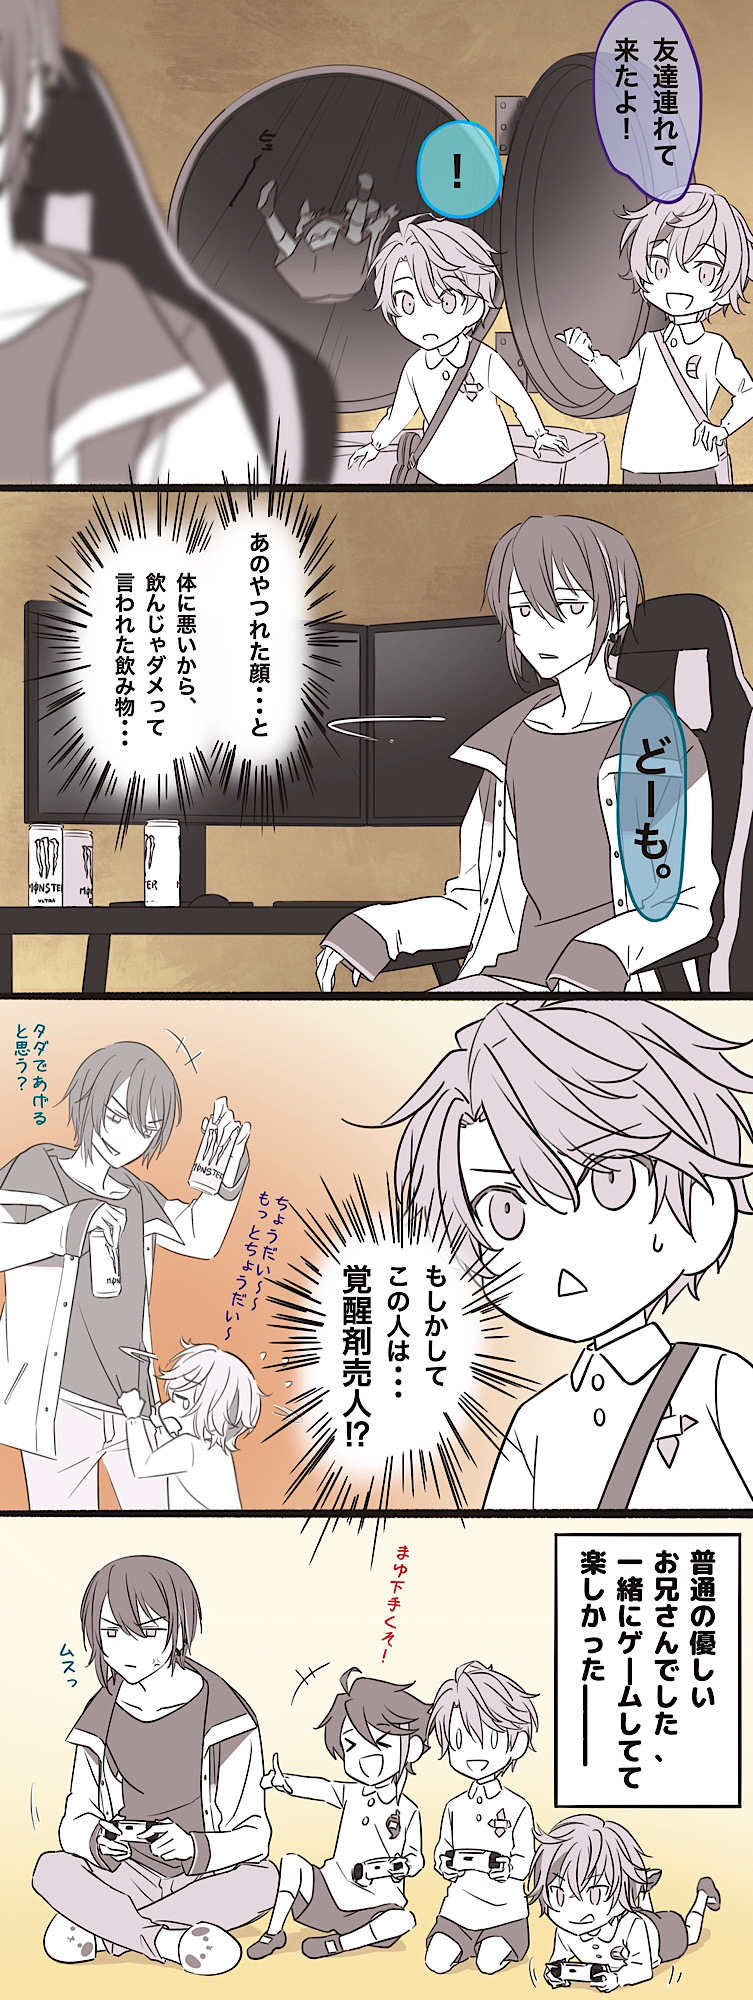 友達連れて
来たよ！
！
ヒュ〜
あのやつれた顔・・・と
体に悪いから、
飲んじゃダメって
言われた飲み物・・・
どーも。
MONSTER
ULTRA
タダであげる
と思う？
MONSTER
ちょうだい〜〜
もっとちょうだい〜
もしかして
この人は・・・
覚醒剤売人!?
普通の優しい
お兄さんでした、
一緒にゲームしてて
楽しかった━━━
まゆ下手くそ！
ムスっ